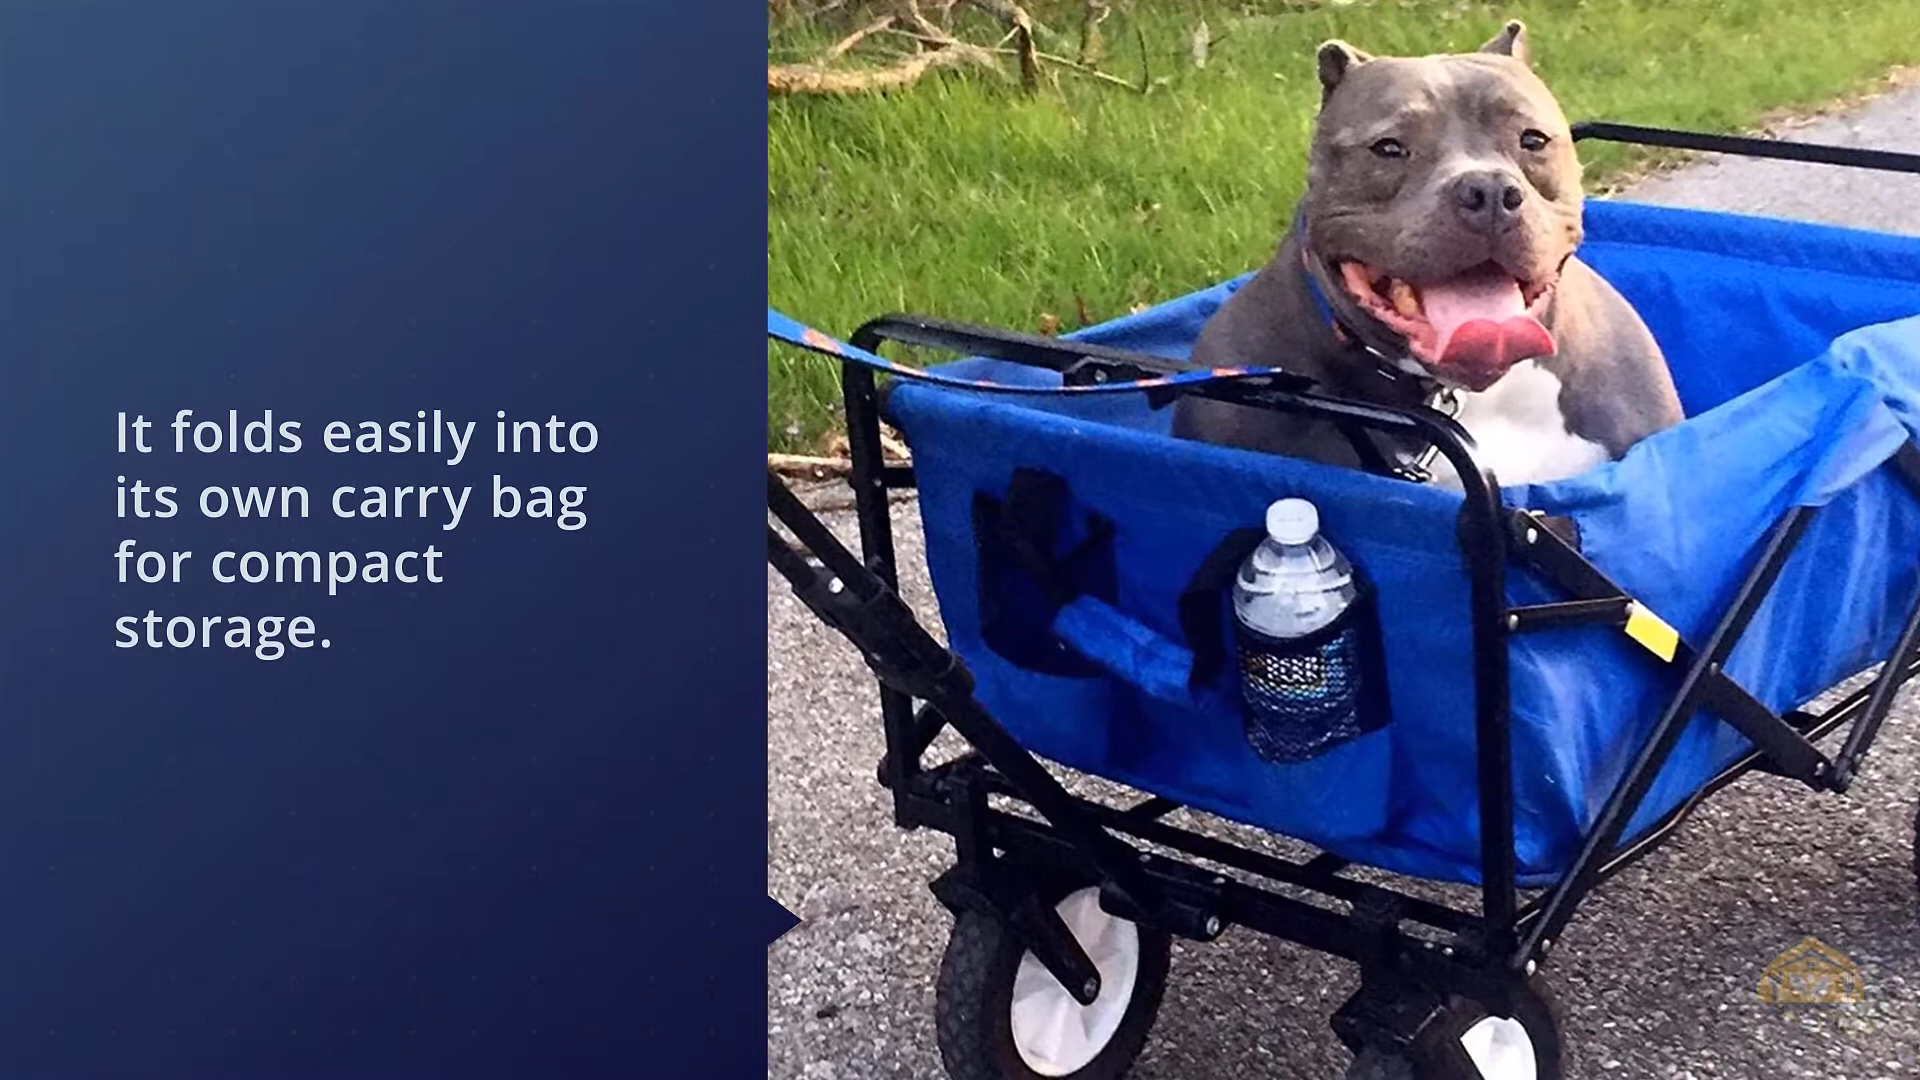 It folds easily into
its own carry bag
for compact
storage.